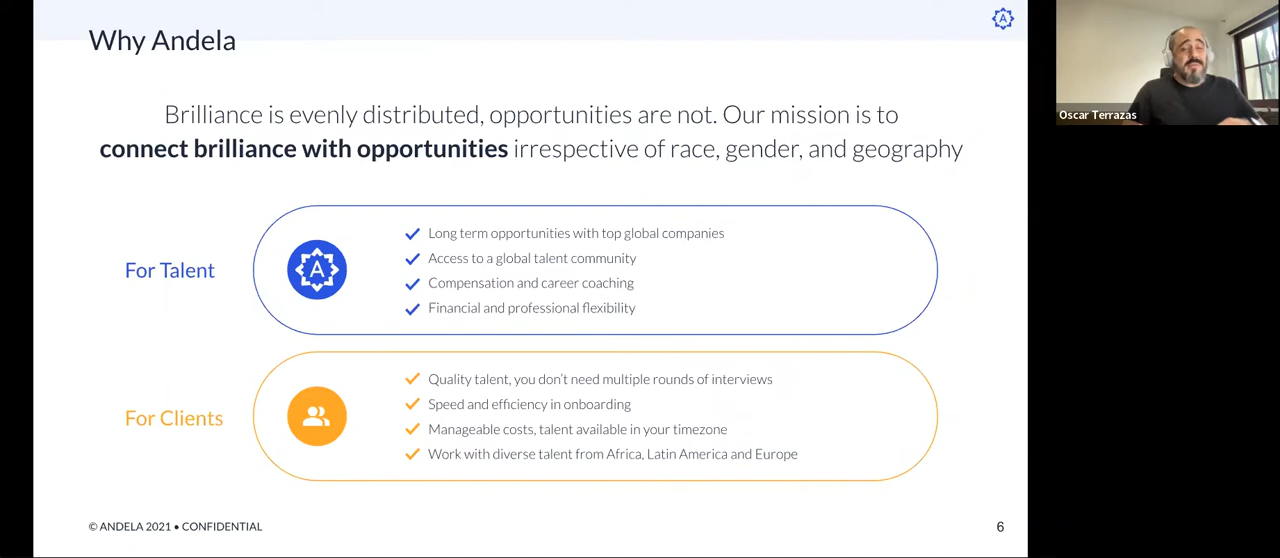 Why Andela
A
Oscar Terrazas
Brilliance is evenly distributed, opportunities are not. Our mission is to
connect brilliance with opportunities irrespective of race, gender, and geography
For Talent
A
Long term opportunities with top global companies
Access to a global talent community
Compensation and career coaching
Financial and professional flexibility
For Clients
Quality talent, you don't need multiple rounds of interviews
Speed and efficiency in onboarding
Manageable costs, talent available in your timezone
Work with diverse talent from Africa, Latin America and Europe
© ANDELA 2021 • CONFIDENTIAL
6